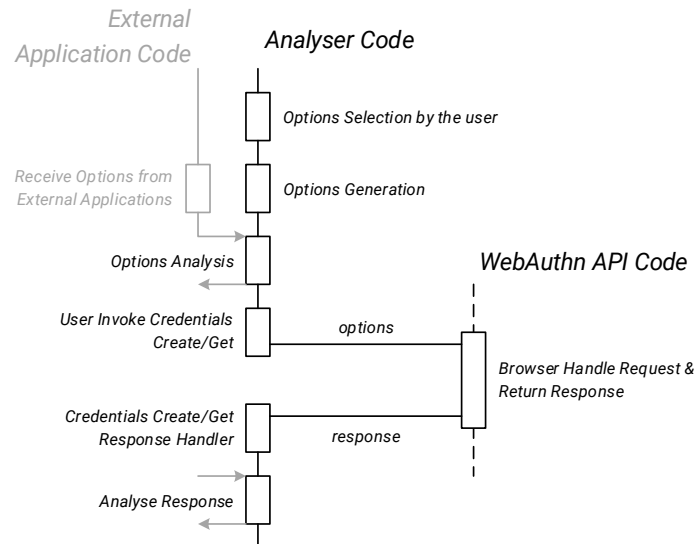 External
Application Code
Analyser Code
Options Selection by the user
Receive Options from
External Applications
Options Generation
Options Analysis
WebAuthn API Code
User Invoke Credentials
Create/Get
options
Browser Handle Request &
Return Response
Credentials Create/Get
Response Handler
response
Analyse Response